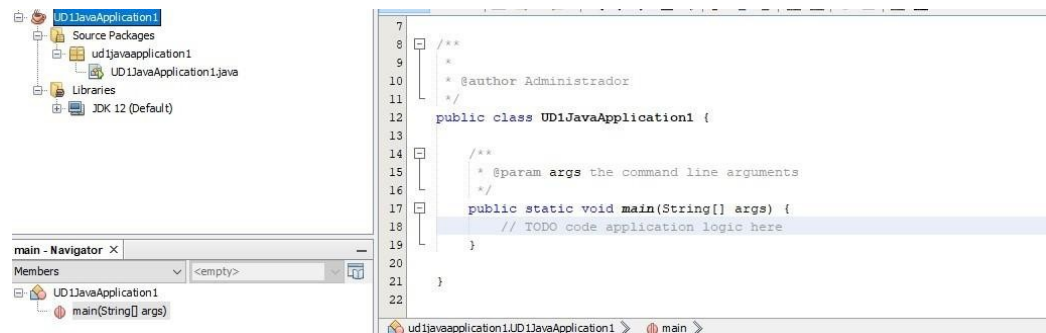 UD1JavaApplication1
Source Packages
ud1javaapplication1
UD1JavaApplication1.java
Libraries
JDK 12 (Default)
main - Navigator ×
Members
<empty>
UD1JavaApplication1
main(String[] args)
7
8 /**
9 *
10 * @author Administrador
11 */
12 public class UD1JavaApplication1 {
13
14 /**
15 * @param args the command line arguments
16 */
17 public static void main(String[] args) {
18 // TODO code application logic here
19 }
20
21 }
22
ud1javaapplication1.UD1JavaApplication1 > main >